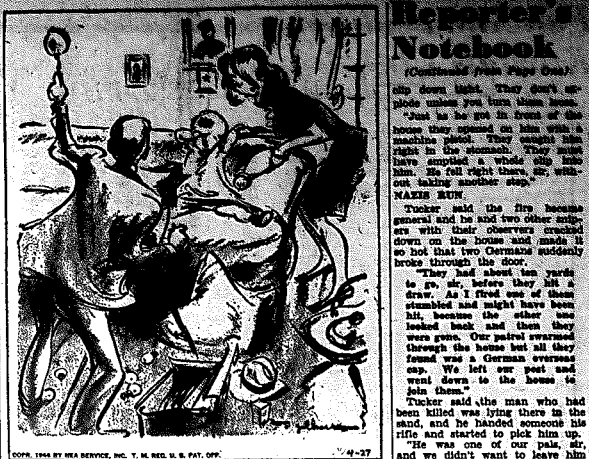 COPR. 1944 BY NEA SERVICE, INC. T. M. REG. U. S. PAT. OFF.
4-27
Reporter's
Notebook
(Continued from Page One)
slip down tight. They don't ex-
plode unless you turn them loose.
"Just as he got in front of the
house they opened on him with a
machine pistol. They caught him
right in the stomach. They must
have emptied a whole clip into
him. He fell right there, sir, with-
out taking another step."
NAZIS RUN
Tucker said the fire became
general and he and two other snip-
ers with their observers cracked
down on the house and made it
so hot that two Germans suddenly
broke through the door.
"They had about ten yards
to go, sir, before they hit a
draw. As I fired one of them
stumbled and might have been
hit, because the other one
looked back and then they
were gone. Our patrol swarmed
through the house but all they
found was a German overseas
cap. We left our post and
went down to the house to
join them."
Tucker said the man who had
been killed was lying there in the
sand, and he handed someone his
rifle and started to pick him up.
"He was one of our pals, sir,
and we didn't want to leave him